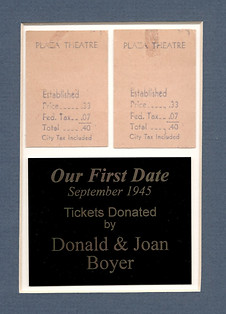 PLAZA THEATRE
Established
Price.....33
Fed. Tax...07
Total.....40
City Tax Included
PLAZA THEATRE
Established
Price.....33
Fed. Tax...07
Total.....40
City Tax Included
Our First Date
September 1945
Tickets Donated
by
Donald & Joan
Boyer